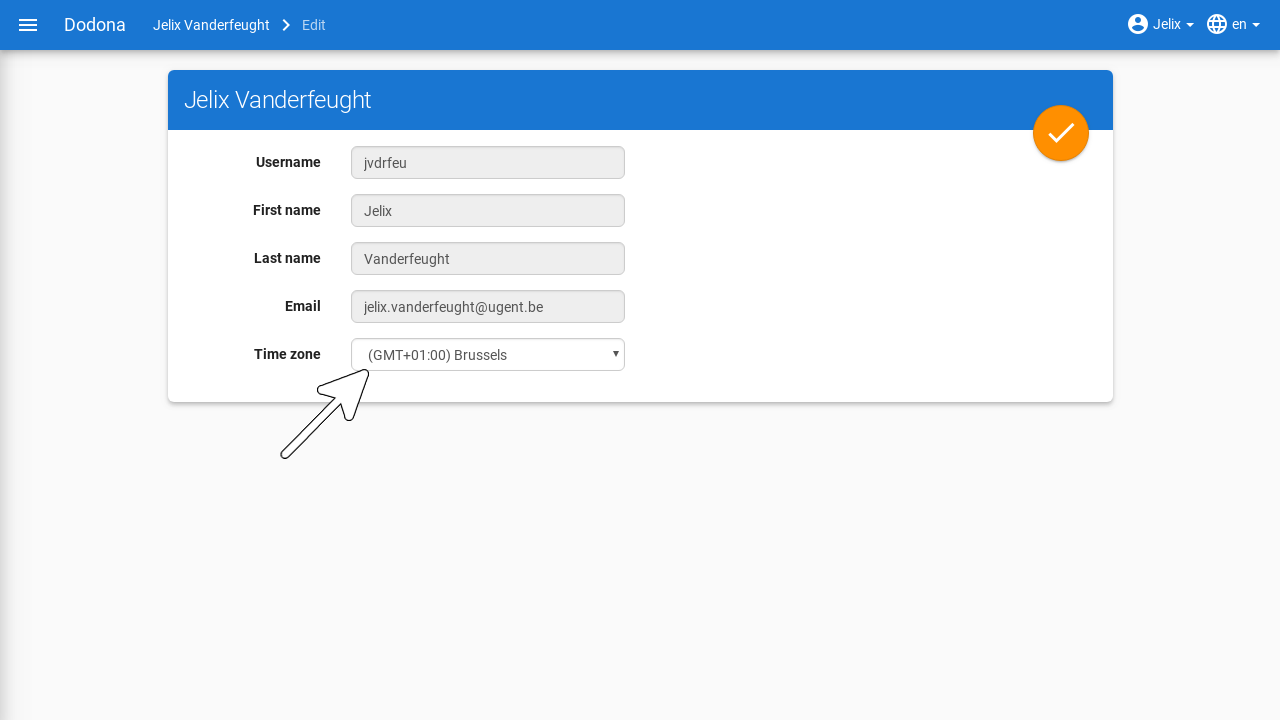 Dodona Jelix Vanderfeught Edit Jelix en
Jelix Vanderfeught
Username jvdrfeu
First name Jelix
Last name Vanderfeught
Email jelix.vanderfeught@ugent.be
Time zone (GMT+01:00) Brussels